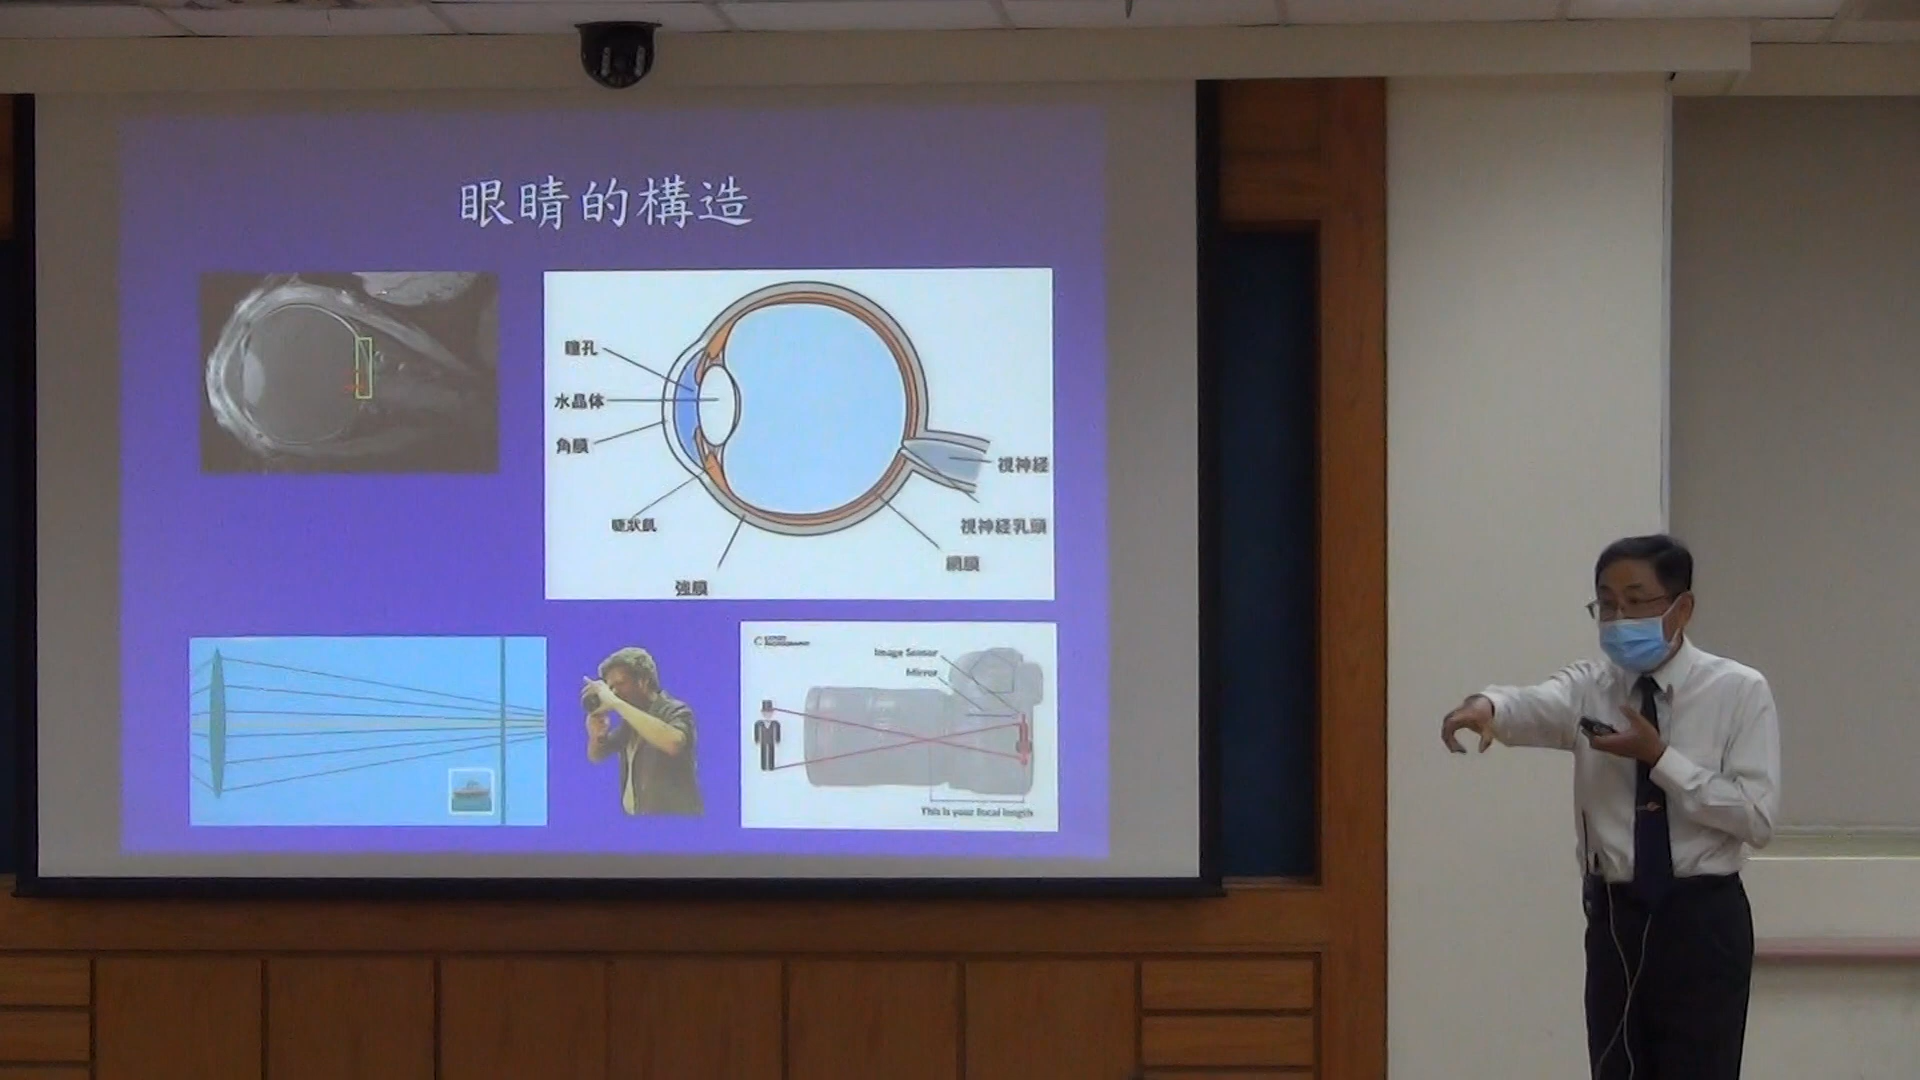 眼睛的構造
瞳孔
水晶体
角膜
睫状肌
強膜
視神経
視神経乳頭
網膜
Image Sensor
Mirror
This is your focal length